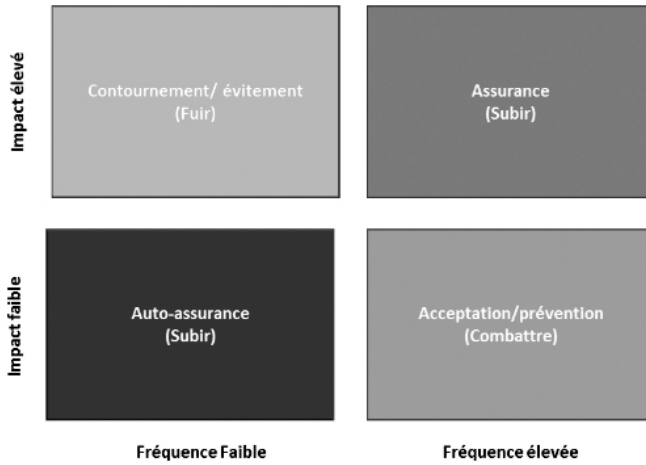 Impact élevé
Contournement/ évitement
(Fuir)
Assurance
(Subir)
Impact faible
Auto-assurance
(Subir)
Acceptation/prévention
(Combattre)
Fréquence Faible
Fréquence élevée